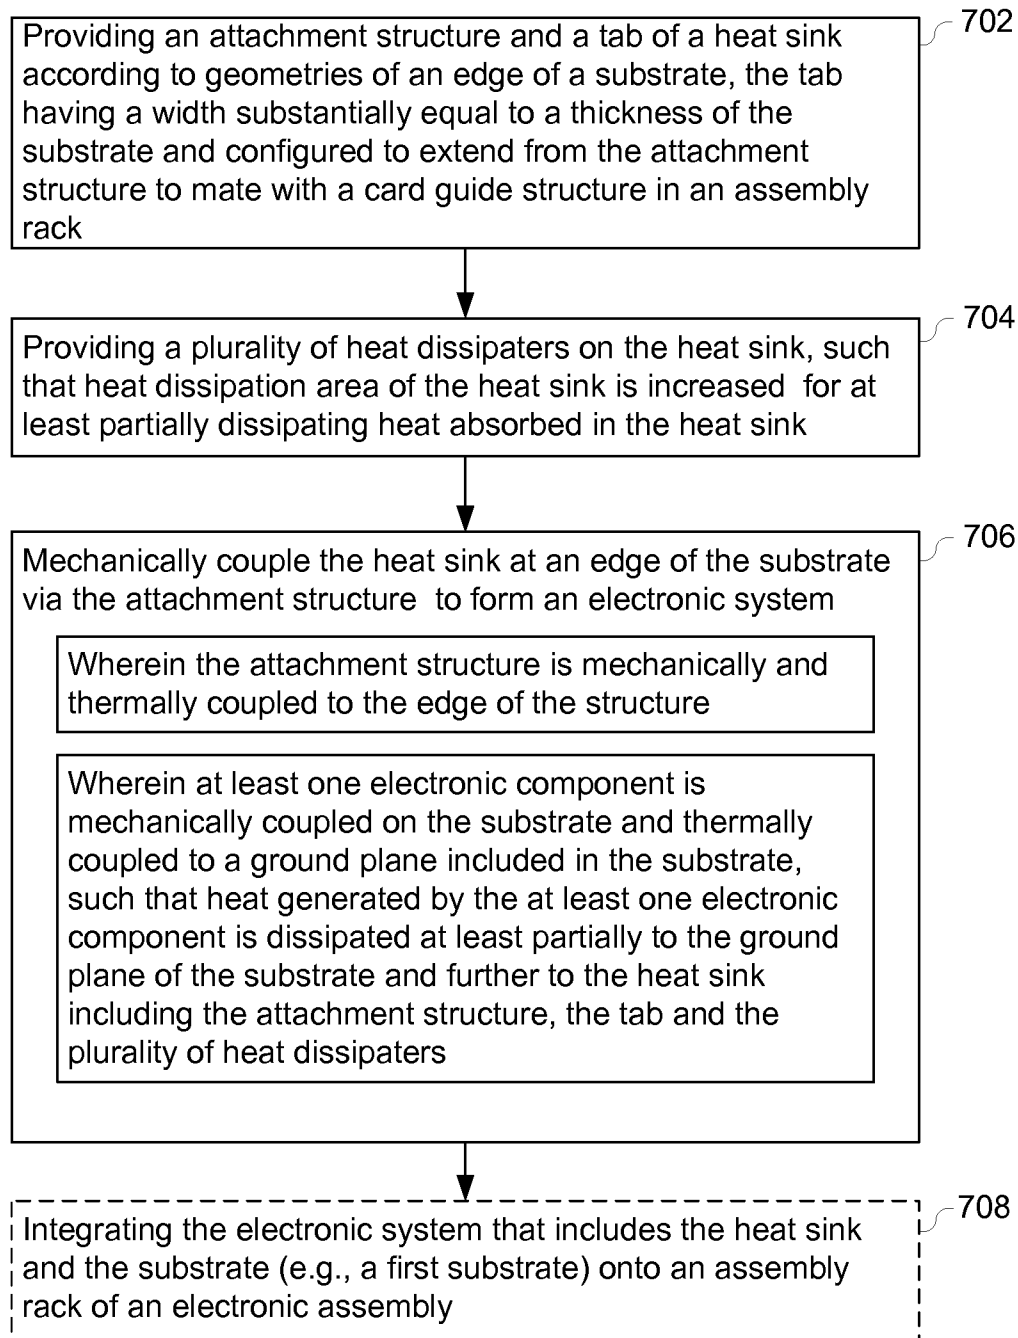 702
Providing an attachment structure and a tab of a heat sink
according to geometries of an edge of a substrate, the tab
having a width substantially equal to a thickness of the
substrate and configured to extend from the attachment
structure to mate with a card guide structure in an assembly
rack
704
Providing a plurality of heat dissipaters on the heat sink, such
that heat dissipation area of the heat sink is increased for at
least partially dissipating heat absorbed in the heat sink
706
Mechanically couple the heat sink at an edge of the substrate
via the attachment structure to form an electronic system
Wherein the attachment structure is mechanically and
thermally coupled to the edge of the structure
Wherein at least one electronic component is
mechanically coupled on the substrate and thermally
coupled to a ground plane included in the substrate,
such that heat generated by the at least one electronic
component is dissipated at least partially to the ground
plane of the substrate and further to the heat sink
including the attachment structure, the tab and the
plurality of heat dissipaters
708
Integrating the electronic system that includes the heat sink
and the substrate (e.g., a first substrate) onto an assembly
rack of an electronic assembly